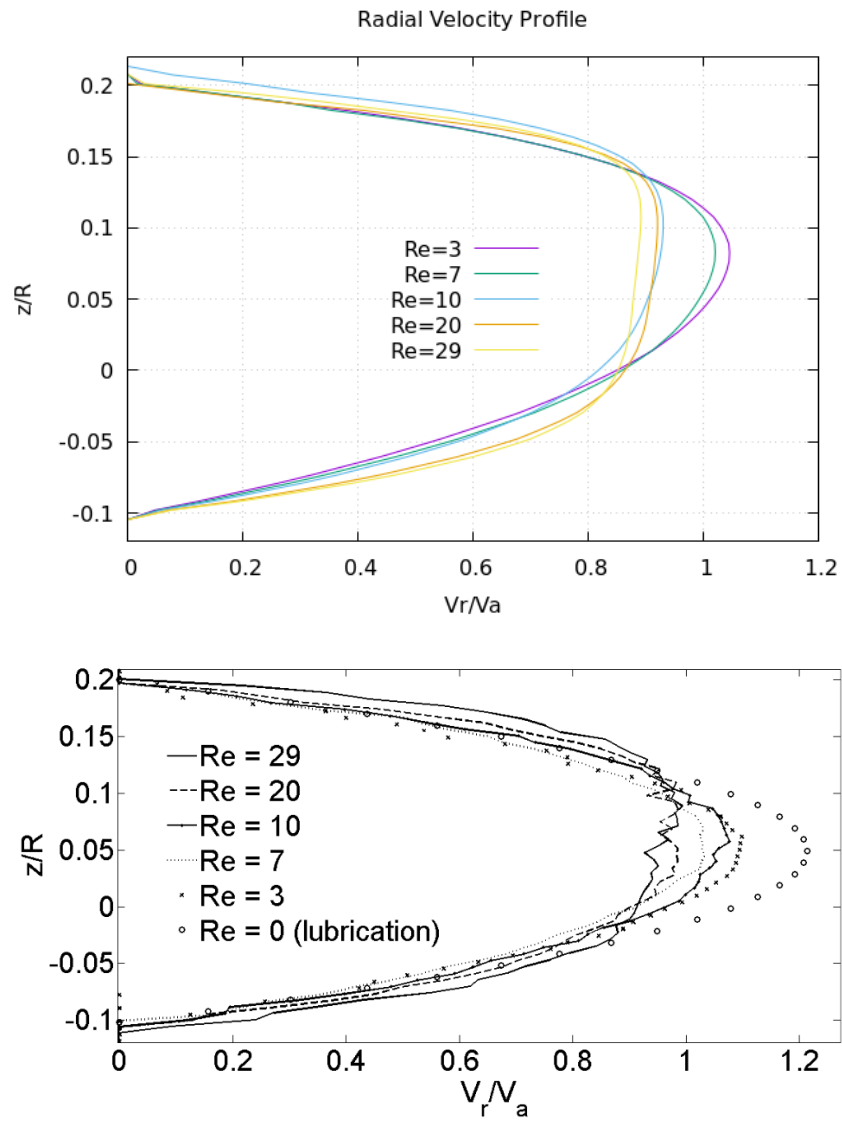 Radial Velocity Profile
0.2
0.15
0.1
0.05
0
-0.05
-0.1
z/R
Re=3
Re=7
Re=10
Re=20
Re=29
0 0.2 0.4 0.6 0.8 1 1.2
Vr/Va
0.2
0.15
0.1
0.05
0
-0.05
-0.1
z/R
Re = 29
Re = 20
Re = 10
Re = 7
Re = 3
Re = 0 (lubrication)
0 0.2 0.4 0.6 0.8 1 1.2
V_r/V_a